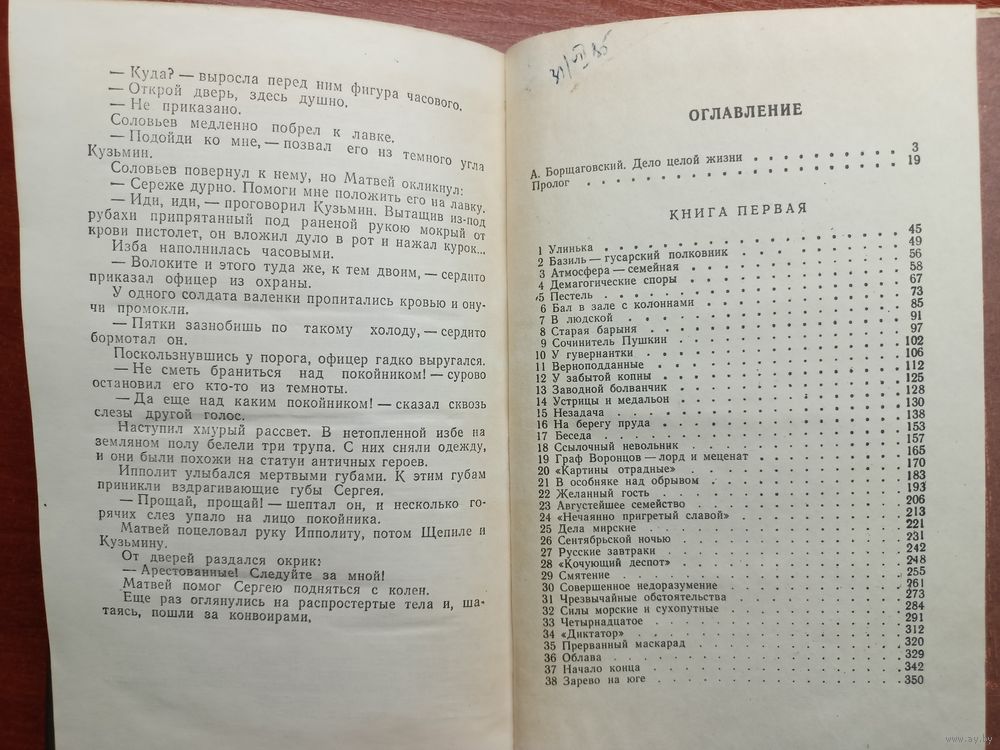 — Куда? — выросла перед ним фигура часового.
— Открой дверь, здесь душно.
— Не приказано.
Соловьев медленно побрел к лавке.
— Подойди ко мне, — позвал его из темного угла
Кузьмин.
Соловьев повернул к нему, но Матвей окликнул:
— Сереже дурно. Помоги мне положить его на лавку.
— Иди, иди, — проговорил Кузьмин. Вытащив из-под
рубахи припрятанный под раненой рукою мокрый от
крови пистолет, он вложил дуло в рот и нажал курок...
Изба наполнилась часовыми.
— Волоките и этого туда же, к тем двоим, — сердито
приказал офицер из охраны.
У одного солдата валенки пропитались кровью и ону-
чи промокли.
— Пятки зазнобишь по такому холоду, — сердито
бормотал он.
Поскользнувшись у порога, офицер гадко выругался.
— Не сметь браниться над покойником! — сурово
остановил его кто-то из темноты.
— Да еще над каким покойником! — сказал сквозь
слезы другой голос.
Наступил хмурый рассвет. В нетопленной избе на
земляном полу белели три трупа. С них сняли одежду,
и они были похожи на статуи античных героев.
Ипполит улыбался мертвыми губами. К этим губам
приникли вздрагивающие губы Сергея.
— Прощай, прощай! — шептал он, и несколько го-
рячих слез упало на лицо покойника.
Матвей поцеловал руку Ипполиту, потом Щепиле и
Кузьмину.
От дверей раздался окрик:
— Арестованные! Следуйте за мной!
Матвей помог Сергею подняться с колен.
Еще раз оглянулись на распростертые тела и, ша-
таясь, пошли за конвоирами,
31/VII 85
ОГЛАВЛЕНИЕ
А. Борщаговский. Дело целой жизни . . . . . . . . . 3
Пролог . . . . . . . . . . . . . . . . 19
КНИГА ПЕРВАЯ
1 Улинька . . . . . . . . . . . . . . . 45
2 Базиль — гусарский полковник . . . . . . . . . 49
3 Атмосфера — семейная . . . . . . . . . . . 56
4 Демагогические споры . . . . . . . . . . . 58
5 Пестель . . . . . . . . . . . . . . . 67
6 Бал в зале с колоннами . . . . . . . . . . 73
7 В людской . . . . . . . . . . . . . . 85
8 Старая барыня . . . . . . . . . . . . . 91
9 Сочинитель Пушкин . . . . . . . . . . . . 97
10 У гувернантки . . . . . . . . . . . . . 102
11 Верноподданные . . . . . . . . . . . . . 106
12 У забытой копны . . . . . . . . . . . . 112
13 Заводной болванчик . . . . . . . . . . . 125
14 Устрицы и медальон . . . . . . . . . . . 128
15 Незадача . . . . . . . . . . . . . . . 130
16 На берегу пруда . . . . . . . . . . . . 138
17 Беседа . . . . . . . . . . . . . . . 153
18 Ссылочный невольник . . . . . . . . . . . 157
19 Граф Воронцов — лорд и меценат . . . . . . . . 165
20 «Картины отрадные» . . . . . . . . . . . 170
21 В особняке над обрывом . . . . . . . . . . 183
22 Желанный гость . . . . . . . . . . . . . 193
23 Августейшее семейство . . . . . . . . . . 206
24 «Нечаянно пригретый славой» . . . . . . . . . 213
25 Дела мирские . . . . . . . . . . . . . 221
26 Сентябрьской ночью . . . . . . . . . . . 231
27 Русские завтраки . . . . . . . . . . . . 242
28 «Кочующий деспот» . . . . . . . . . . . . 248
29 Смятение . . . . . . . . . . . . . . . 255
30 Совершенное недоразумение . . . . . . . . . 261
31 Чрезвычайные обстоятельства . . . . . . . . . 273
32 Силы морские и сухопутные . . . . . . . . . 284
33 Четырнадцатое . . . . . . . . . . . . . 291
34 «Диктатор» . . . . . . . . . . . . . . 312
35 Прерванный маскарад . . . . . . . . . . . 320
36 Облава . . . . . . . . . . . . . . . 329
37 Начало конца . . . . . . . . . . . . . 342
38 Зарево на юге . . . . . . . . . . . . . 350
www.ay.by